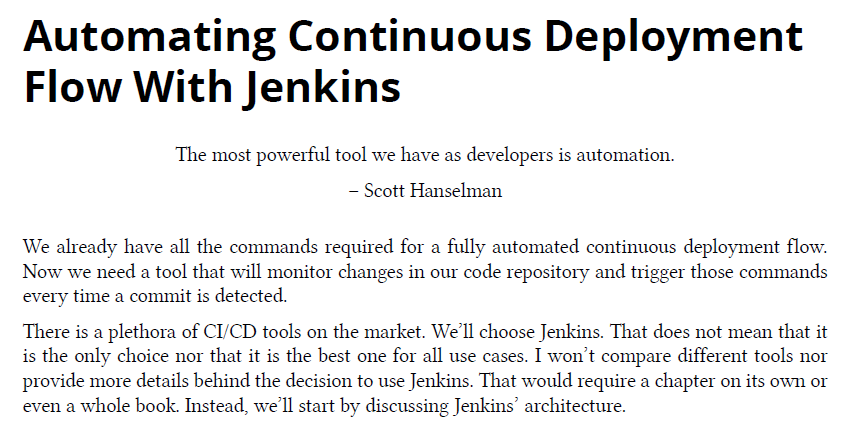 Automating Continuous Deployment
Flow With Jenkins
The most powerful tool we have as developers is automation.
– Scott Hanselman
We already have all the commands required for a fully automated continuous deployment flow.
Now we need a tool that will monitor changes in our code repository and trigger those commands
every time a commit is detected.
There is a plethora of CI/CD tools on the market. We’ll choose Jenkins. That does not mean that it
is the only choice nor that it is the best one for all use cases. I won’t compare different tools nor
provide more details behind the decision to use Jenkins. That would require a chapter on its own or
even a whole book. Instead, we’ll start by discussing Jenkins’ architecture.